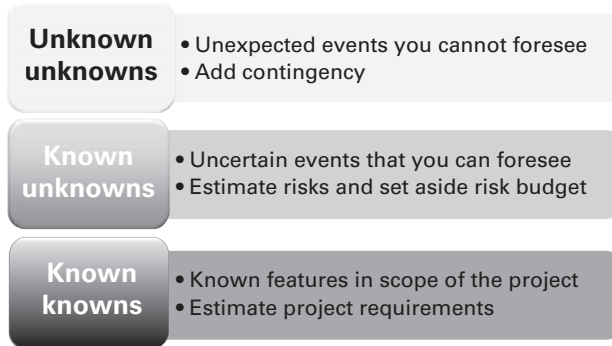 Unknown
unknowns
• Unexpected events you cannot foresee
• Add contingency
Known
unknowns
• Uncertain events that you can foresee
• Estimate risks and set aside risk budget
Known
knowns
• Known features in scope of the project
• Estimate project requirements